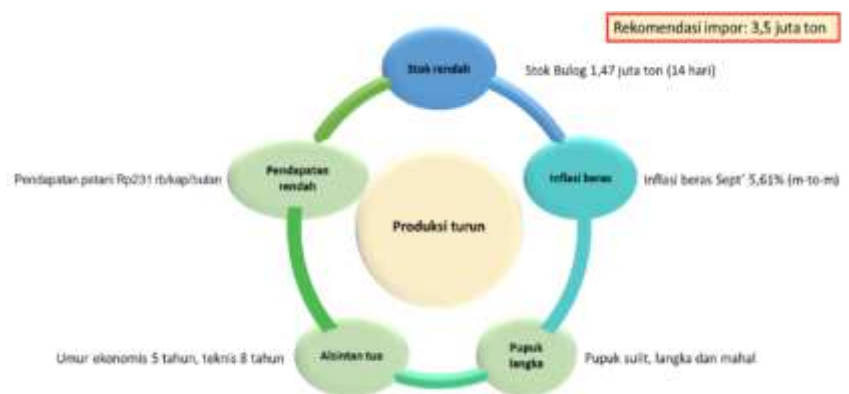 Rekomendasi impor: 3,5 juta ton
Stok rendah
Stok Bulog 1,47 juta ton (14 hari)
Pendapatan petani Rp231 rb/kap/bulan
Pendapatan
rendah
Inflasi beras
Inflasi beras Sept' 5,61% (m-to-m)
Produksi turun
Umur ekonomis 5 tahun, teknis 8 tahun
Alsintan tua
Pupuk
langka
Pupuk sulit, langka dan mahal